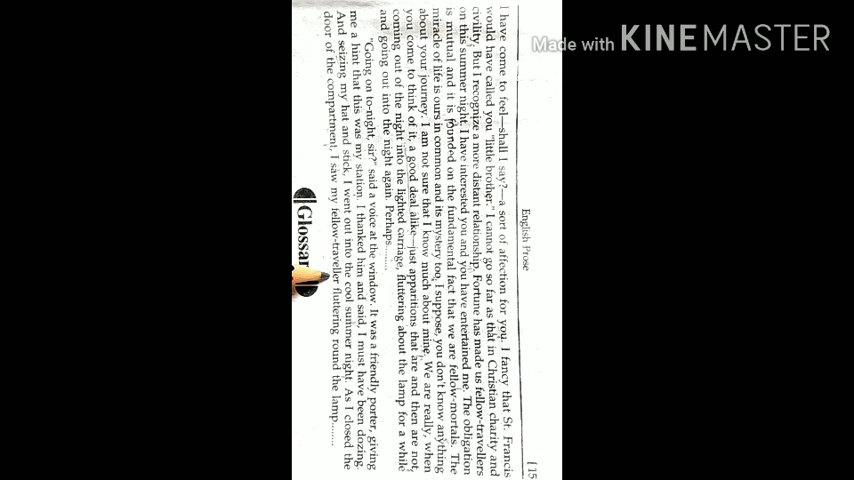 Made with KINEMASTER
English Prose
[ 15
I have come to feel—shall I say?—a sort of affection for you. I fancy that St. Francis
would have called you "little brother." I cannot go so far as that in Christian charity and
civility. But I recognize a more distant relationship. Fortune has made us fellow-travellers
on this summer night. I have interested you and you have entertained me. The obligation
is mutual and it is founded on the fundamental fact that we are fellow-mortals. The
miracle of life is ours in common and its mystery too. I suppose, you don't know anything
about your journey. I am not sure that I know much about mine. We are really, when
you come to think of it, a good deal alike—just apparitions that are and then are not,
coming out of the night into the lighted carriage, fluttering about the lamp for a while
and going out into the night again. Perhaps.........
"Going on to-night, sir?" said a voice at the window. It was a friendly porter, giving
me a hint that this was my station. I thanked him and said, I must have been dozing.
And seizing my hat and stick, I went out into the cool summer night. As I closed the
door of the compartment, I saw my fellow-traveller fluttering round the lamp........
Glossar